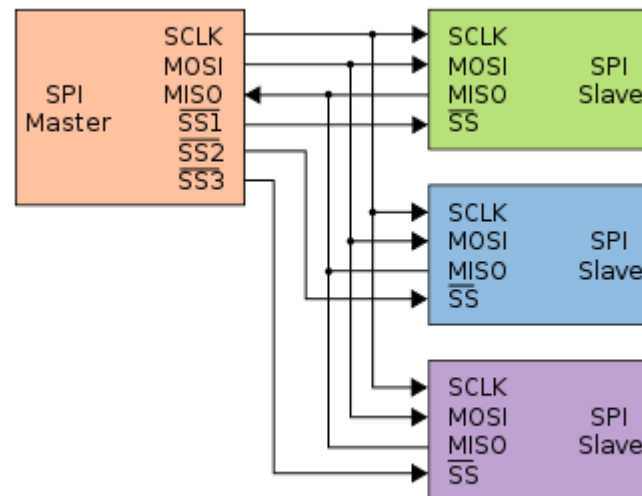 SCLK
MOSI
MISO
SS1
SS2
SS3
SPI
Master
SCLK
MOSI
MISO
SS
SPI
Slave
SCLK
MOSI
MISO
SS
SPI
Slave
SCLK
MOSI
MISO
SS
SPI
Slave